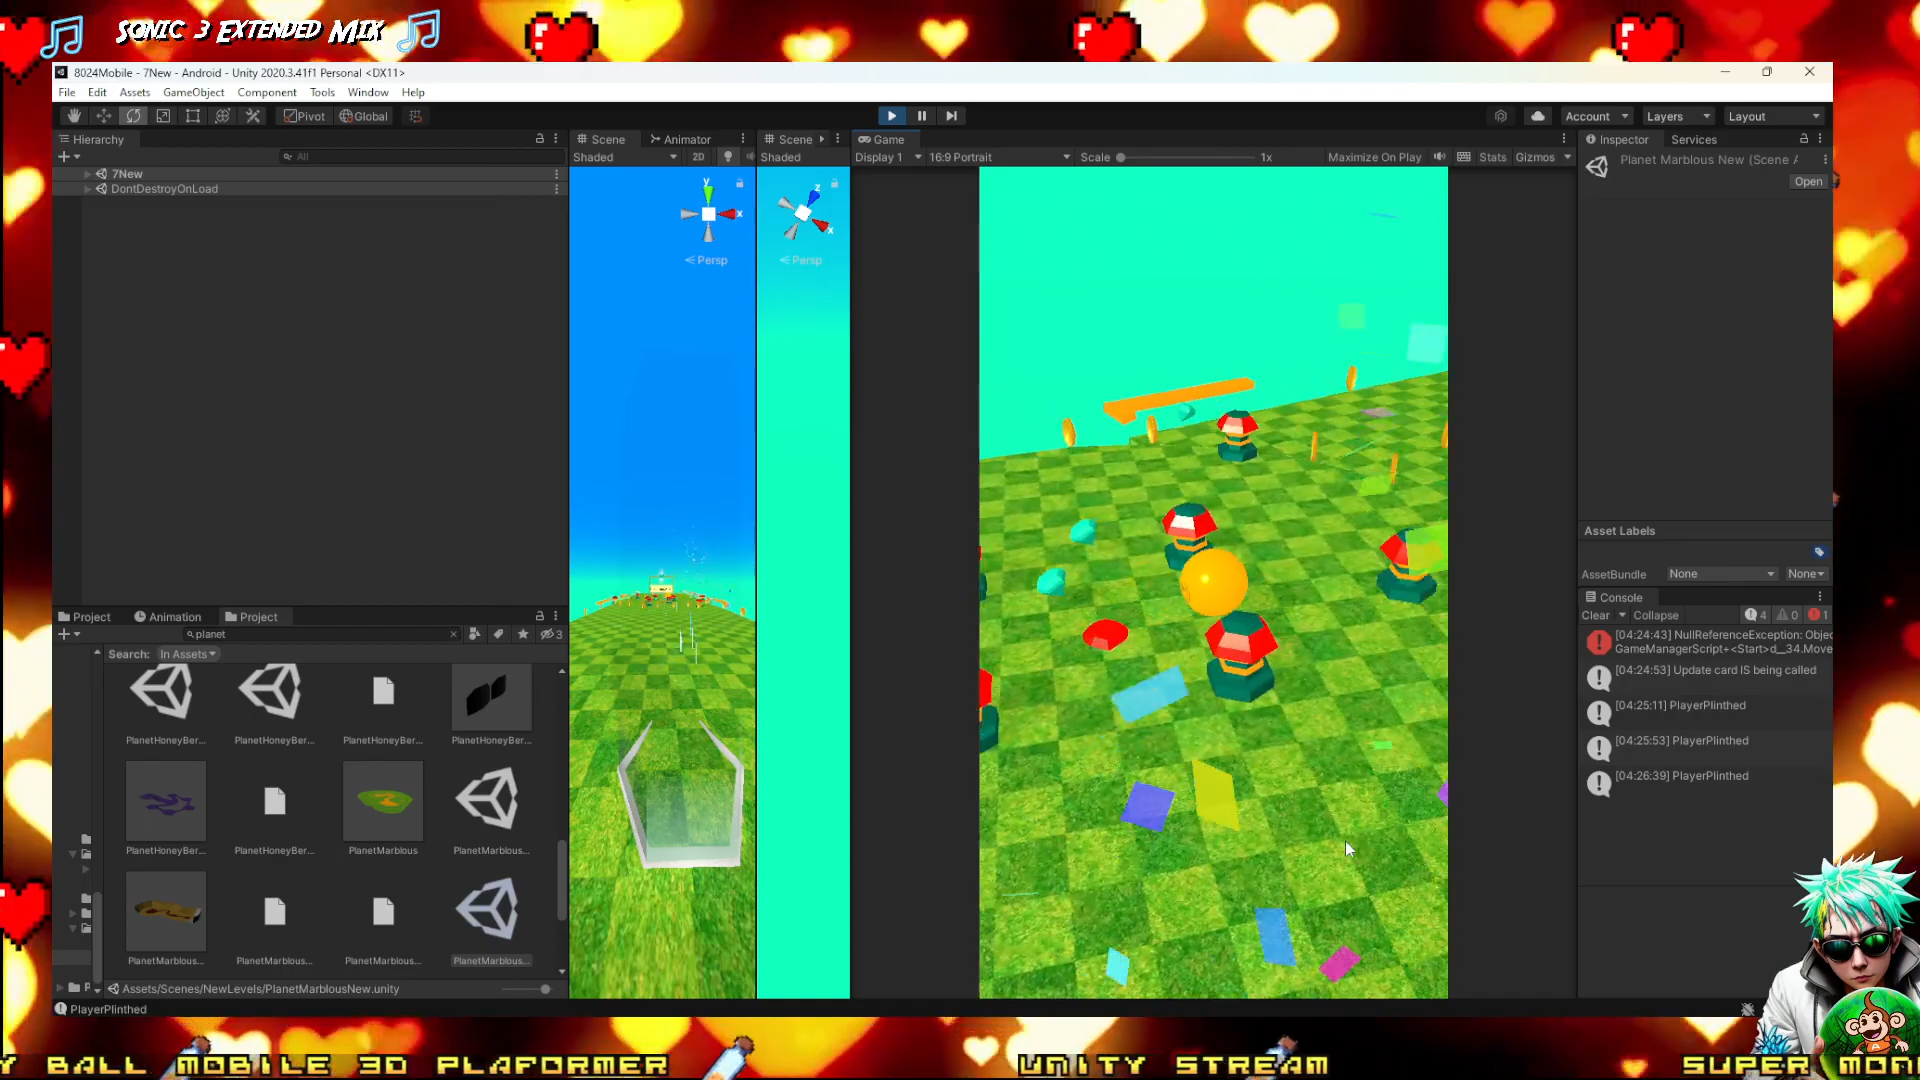 Sonic 3 Extended Mix
8024Mobile - 7New - Android - Unity 2020.3.41f1 Personal <DX11>
File Edit Assets GameObject Component Tools Window Help
Pivot Global
Account Layers Layout
Hierarchy
All
7New
DontDestroyOnLoad
Scene Animator
Shaded 2D
y x
Persp
Scene
Shaded
z x
Persp
Game
Display 1 16:9 Portrait Scale 1x Maximize On Play Stats Gizmos
Inspector Services
Planet Marblous New (Scene A
Open
Asset Labels
AssetBundle None None
Console
Clear Collapse 4 0 1
[04:24:43] NullReferenceException: Objec
GameManagerScript+<Start>d__34.Move
[04:24:53] Update card IS being called
[04:25:11] PlayerPlinthed
[04:25:53] PlayerPlinthed
[04:26:39] PlayerPlinthed
Project Animation Project
planet 3
Search: In Assets
PlanetHoneyBer... PlanetHoneyBer... PlanetHoneyBer... PlanetHoneyBer...
PlanetHoneyBer... PlanetHoneyBer... PlanetMarblous PlanetMarblous...
PlanetMarblous... PlanetMarblous... PlanetMarblous... PlanetMarblous...
P Assets/Scenes/NewLevels/PlanetMarblousNew.unity
PlayerPlinthed
Y BALL MOBILE 3D PLAFORMER UNITY STREAM SUPER MON